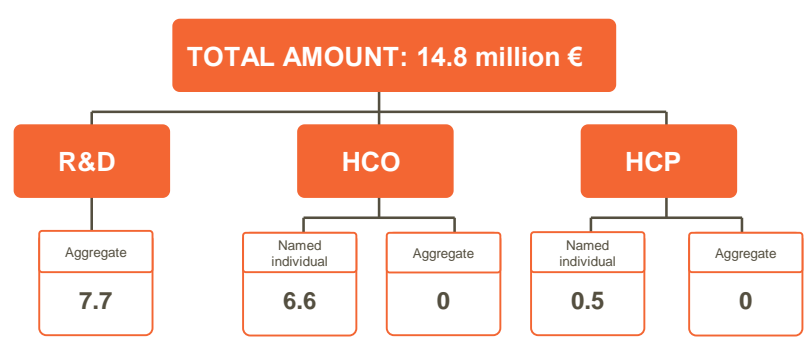 TOTAL AMOUNT: 14.8 million €
R&D
HCO
HCP
Aggregate
Named
individual
Aggregate
Named
individual
Aggregate
7.7
6.6
0
0.5
0